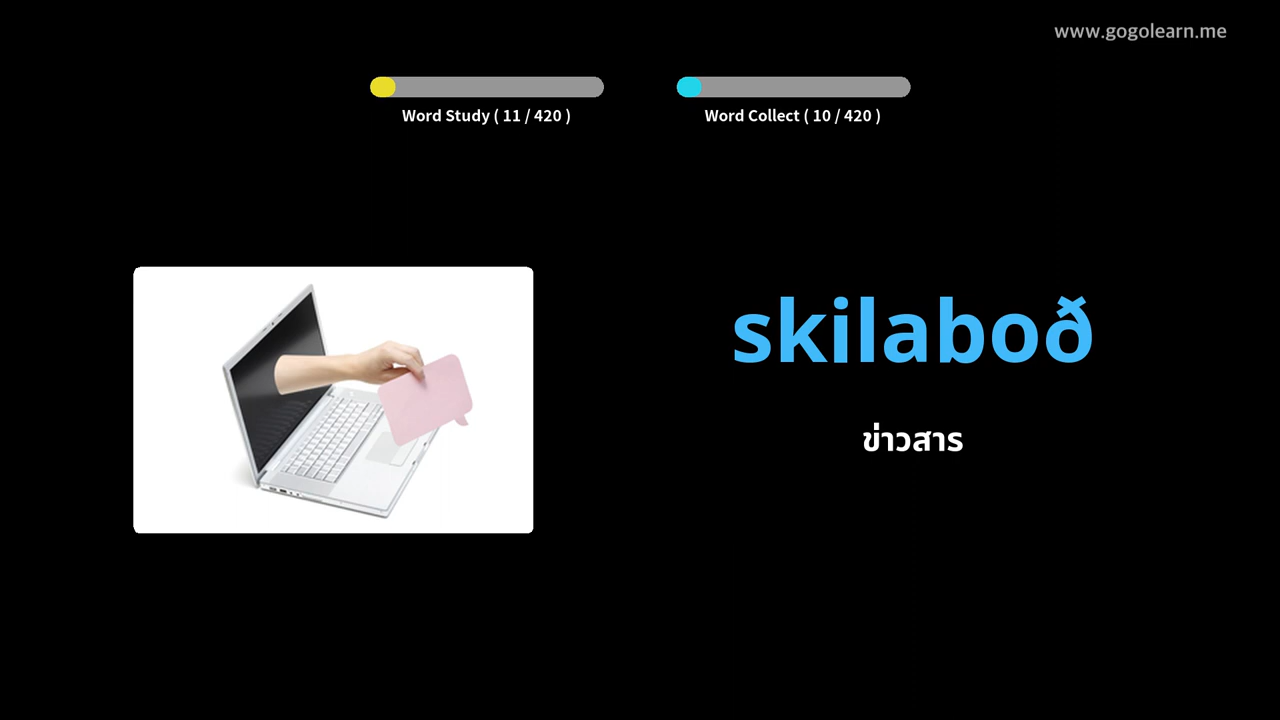 www.gogolearn.me
Word Study ( 11 / 420 )
Word Collect ( 10 / 420 )
skilaboð
ข่าวสาร